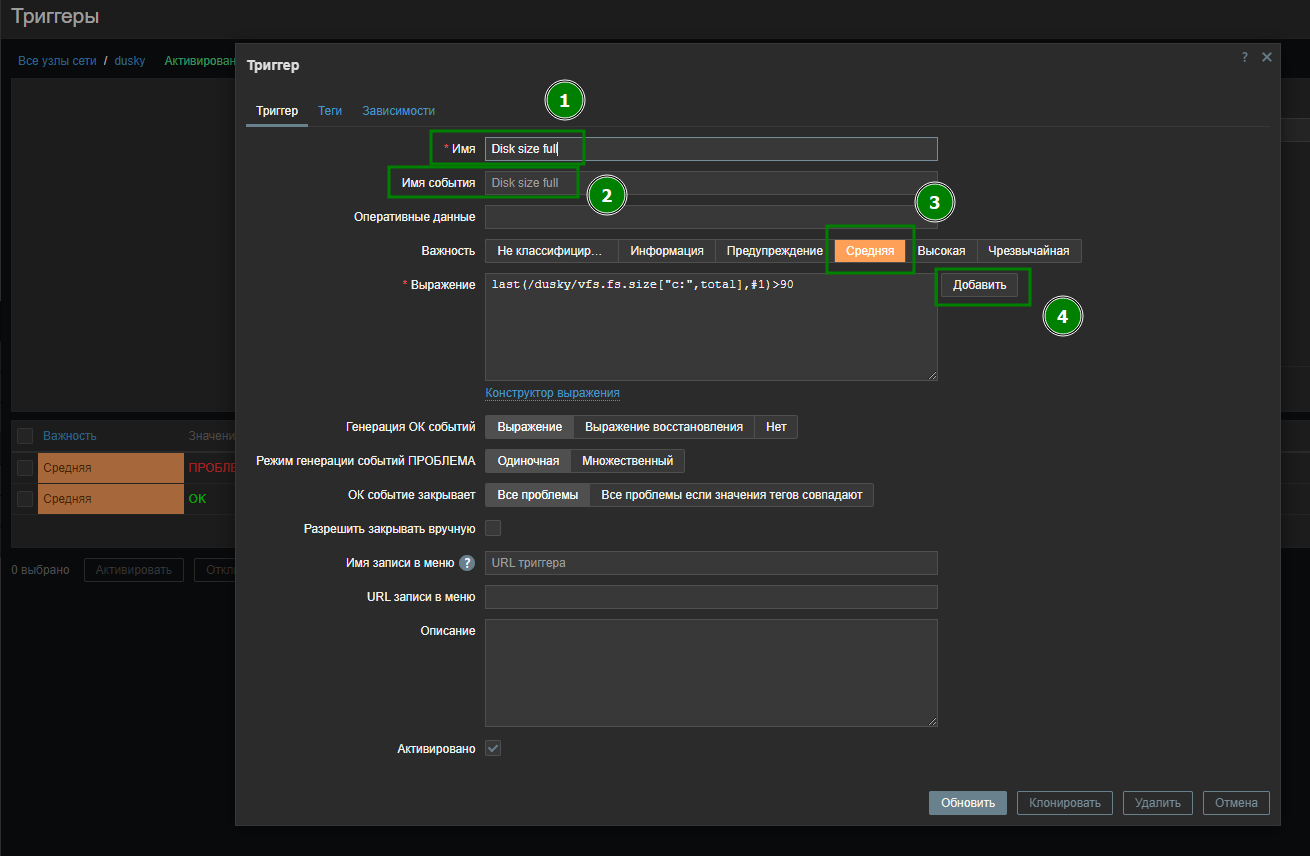 Триггеры
Все узлы сети / dusky Активирован
Триггер
? ✕
Триггер Теги Зависимости
1
* Имя Disk size full
Имя события Disk size full
2
3
Оперативные данные
Важность Не классифицир… Информация Предупреждение Средняя Высокая Чрезвычайная
* Выражение last(/dusky/vfs.fs.size["c:",total],#1)>90 Добавить
4
Конструктор выражения
Генерация ОК событий Выражение Выражение восстановления Нет
Важность Значени
Режим генерации событий ПРОБЛЕМА Одиночная Множественный
Средняя ПРОБЛЕ
ОК событие закрывает Все проблемы Все проблемы если значения тегов совпадают
Средняя ОК
Разрешить закрывать вручную
Имя записи в меню ? URL триггера
0 выбрано Активировать Откл
URL записи в меню
Описание
Активировано
Обновить Клонировать Удалить Отмена